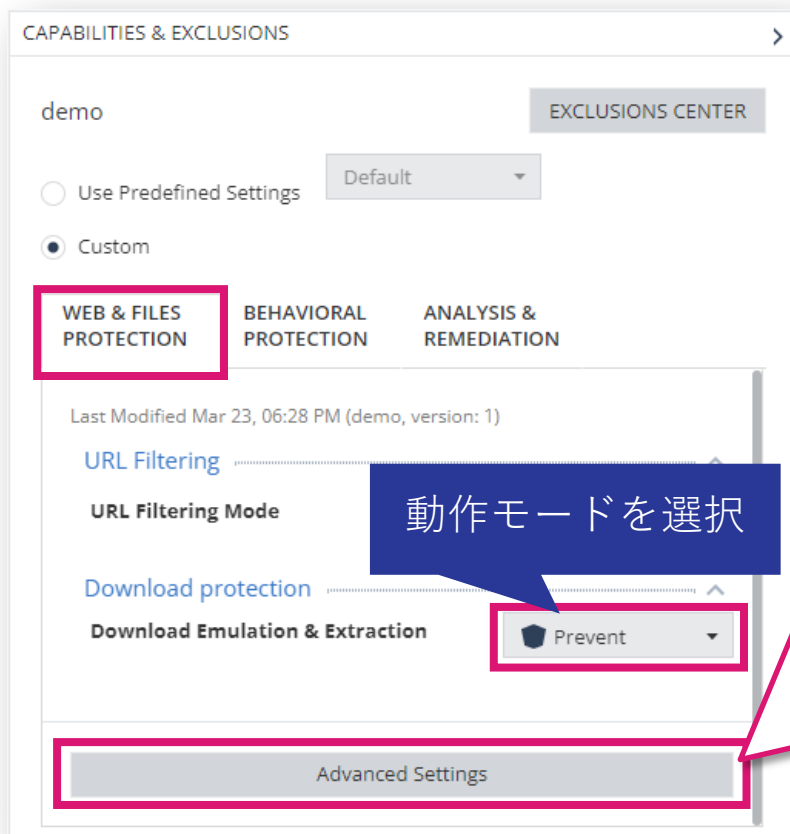 CAPABILITIES & EXCLUSIONS
demo
EXCLUSIONS CENTER
Use Predefined Settings
Default
Custom
WEB & FILES
PROTECTION
BEHAVIORAL
PROTECTION
ANALYSIS &
REMEDIATION
Last Modified Mar 23, 06:28 PM (demo, version: 1)
URL Filtering
URL Filtering Mode
動作モードを選択
Download protection
Download Emulation & Extraction
Prevent
Advanced Settings